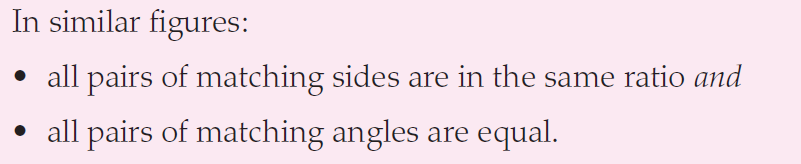 In similar figures:
• all pairs of matching sides are in the same ratio and
• all pairs of matching angles are equal.